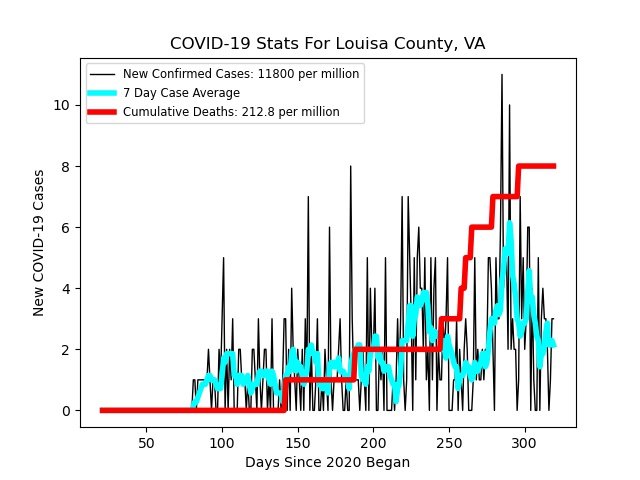 COVID-19 Stats For Louisa County, VA
New Confirmed Cases: 11800 per million
7 Day Case Average
Cumulative Deaths: 212.8 per million
10
8
6
4
2
0
New COVID-19 Cases
50 100 150 200 250 300
Days Since 2020 Began